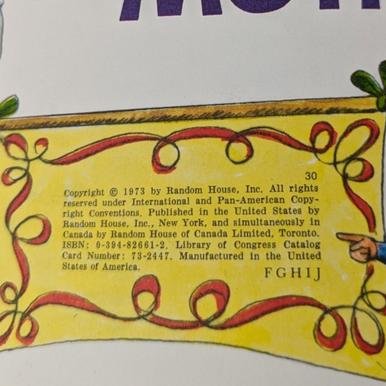 30
Copyright © 1973 by Random House, Inc. All rights
reserved under International and Pan-American Copy-
right Conventions. Published in the United States by
Random House, Inc., New York, and simultaneously in
Canada by Random House of Canada Limited, Toronto.
ISBN: 0-394-82661-2. Library of Congress Catalog
Card Number: 73-2447. Manufactured in the United
States of America.
FGHIJ